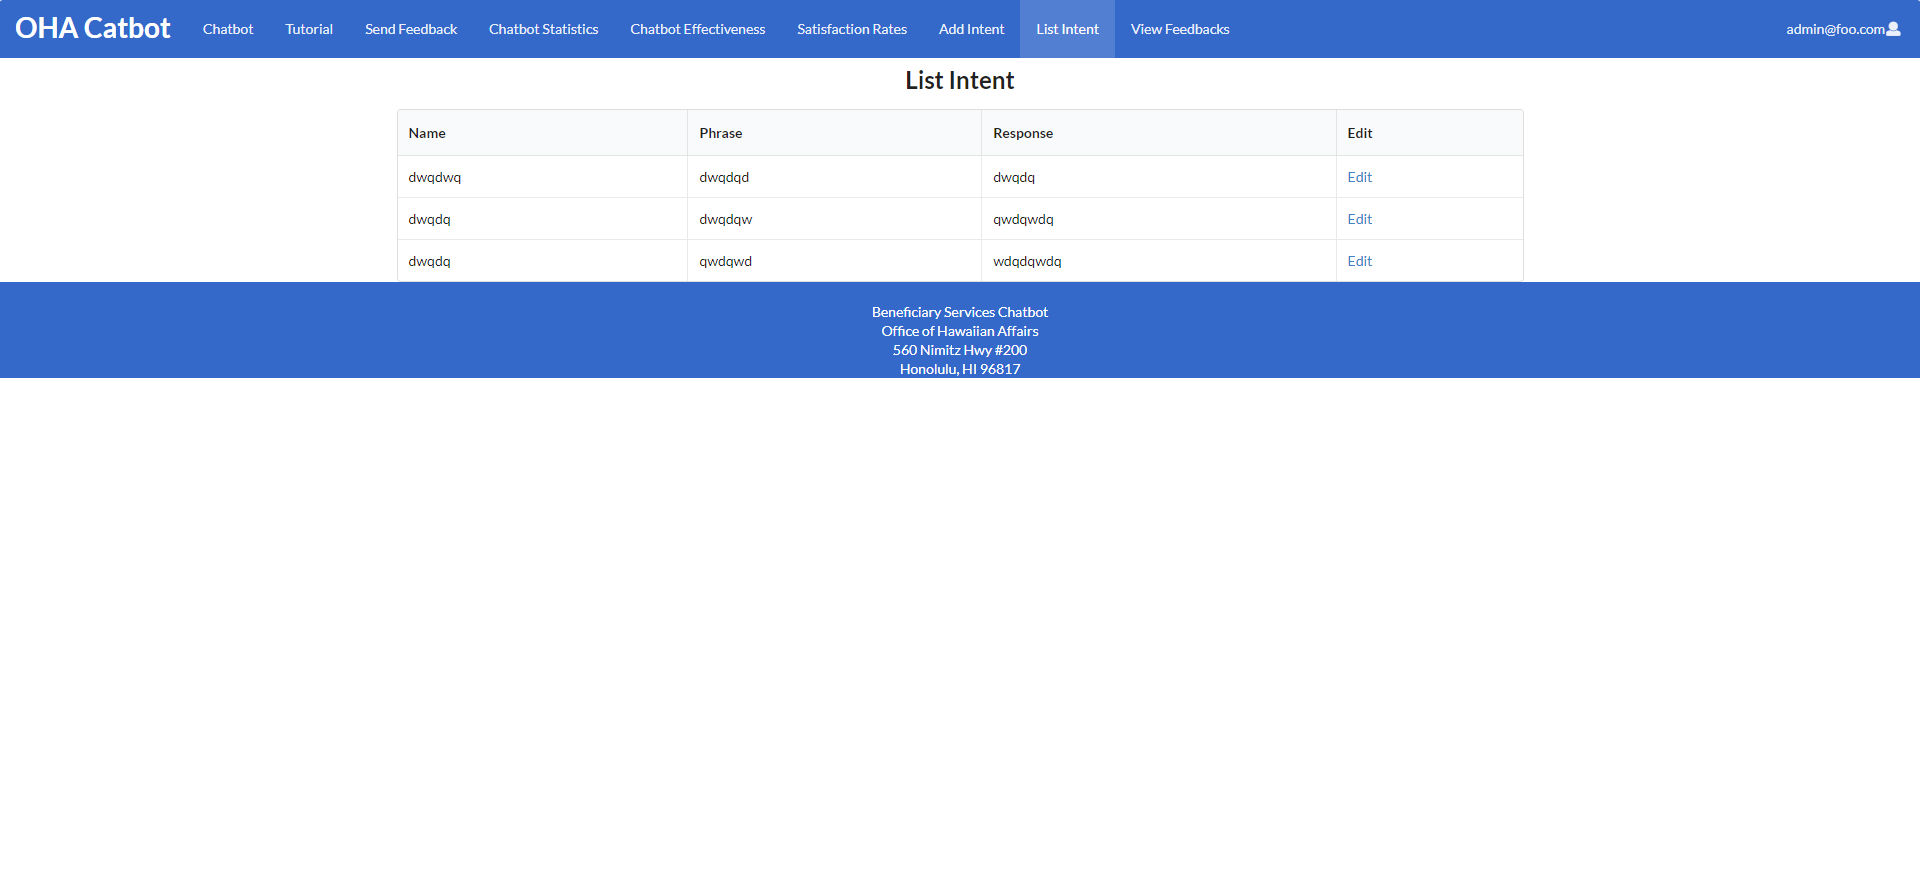 OHA Catbot Chatbot Tutorial Send Feedback Chatbot Statistics Chatbot Effectiveness Satisfaction Rates Add Intent List Intent View Feedbacks admin@foo.com
List Intent
Name Phrase Response Edit
dwqdwq dwqdqd dwqdq Edit
dwqdq dwqdqw qwdqwdq Edit
dwqdq qwdqwd wdqdqwdq Edit
Beneficiary Services Chatbot
Office of Hawaiian Affairs
560 Nimitz Hwy #200
Honolulu, HI 96817